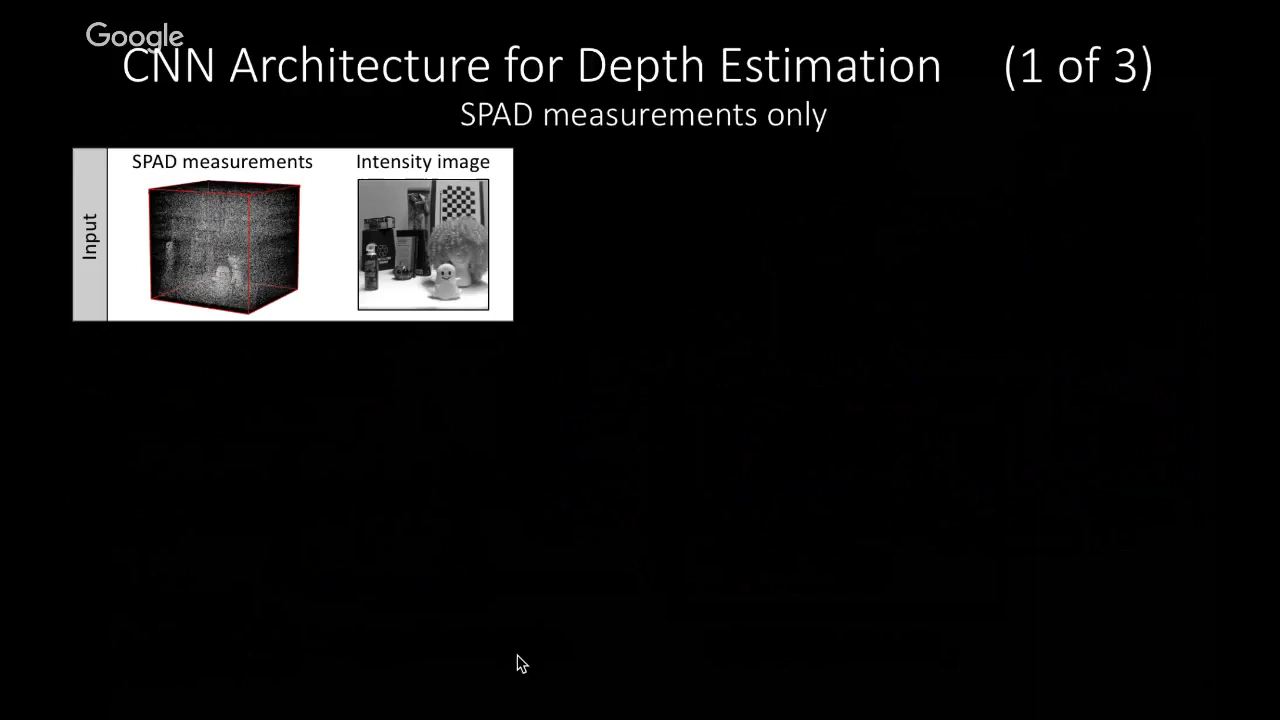 Google
CNN Architecture for Depth Estimation (1 of 3)
SPAD measurements only
SPAD measurements
Intensity image
Input